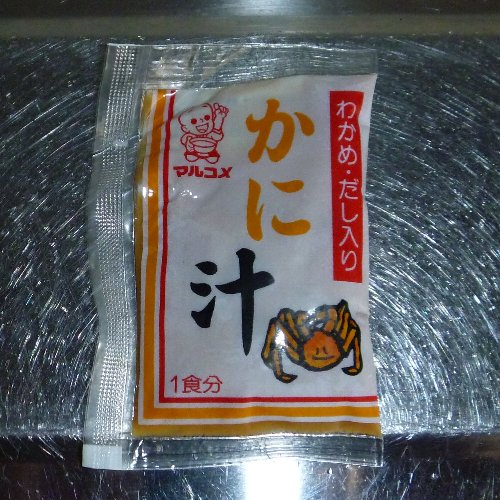 わかめ・だし入り
かに
汁
マルコメ
1食分